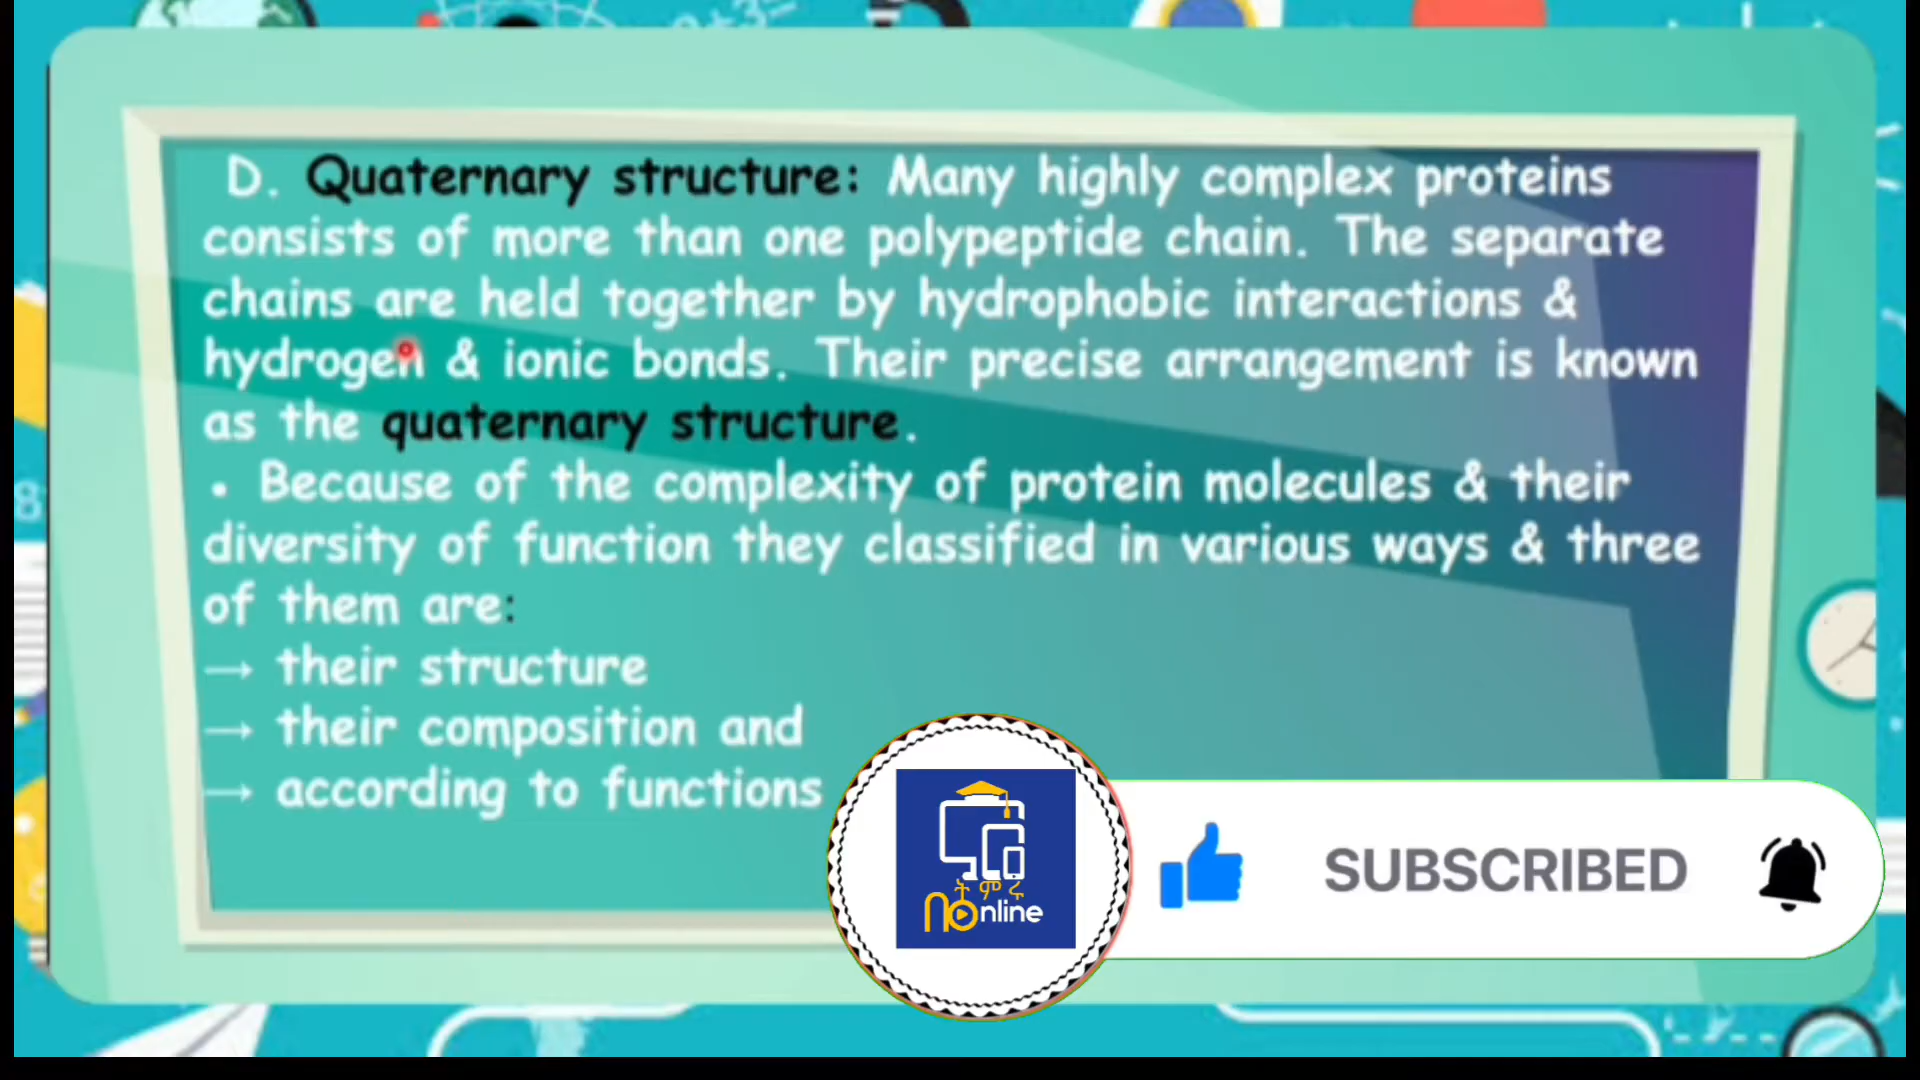 D. Quaternary structure: Many highly complex proteins
consists of more than one polypeptide chain. The separate
chains are held together by hydrophobic interactions &
hydrogen & ionic bonds. Their precise arrangement is known
as the quaternary structure.
• Because of the complexity of protein molecules & their
diversity of function they classified in various ways & three
of them are:
→ their structure
→ their composition and
→ according to functions
ትምሩ
በOnline
SUBSCRIBED